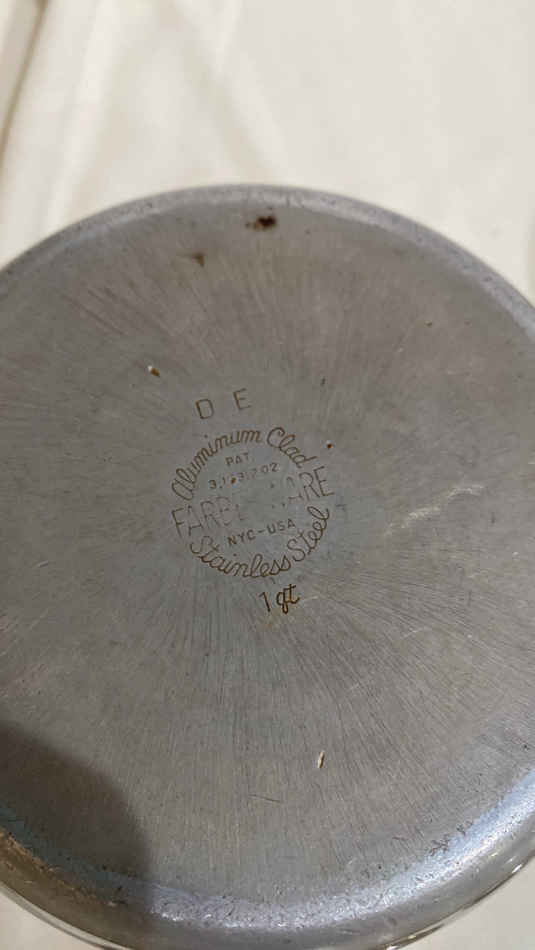 D E
Aluminum Clad
PAT.
NYC-USA
Stainless Steel
1 qt